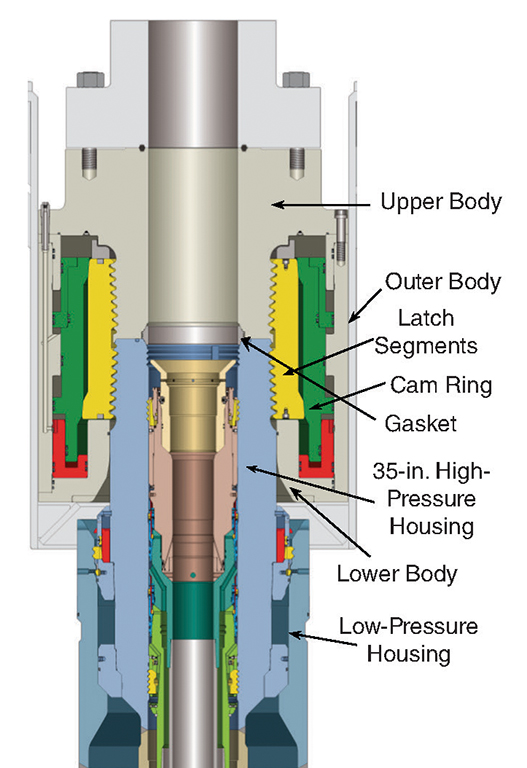 Upper Body
Outer Body
Latch
Segments
Cam Ring
Gasket
35-in. High-
Pressure
Housing
Lower Body
Low-Pressure
Housing